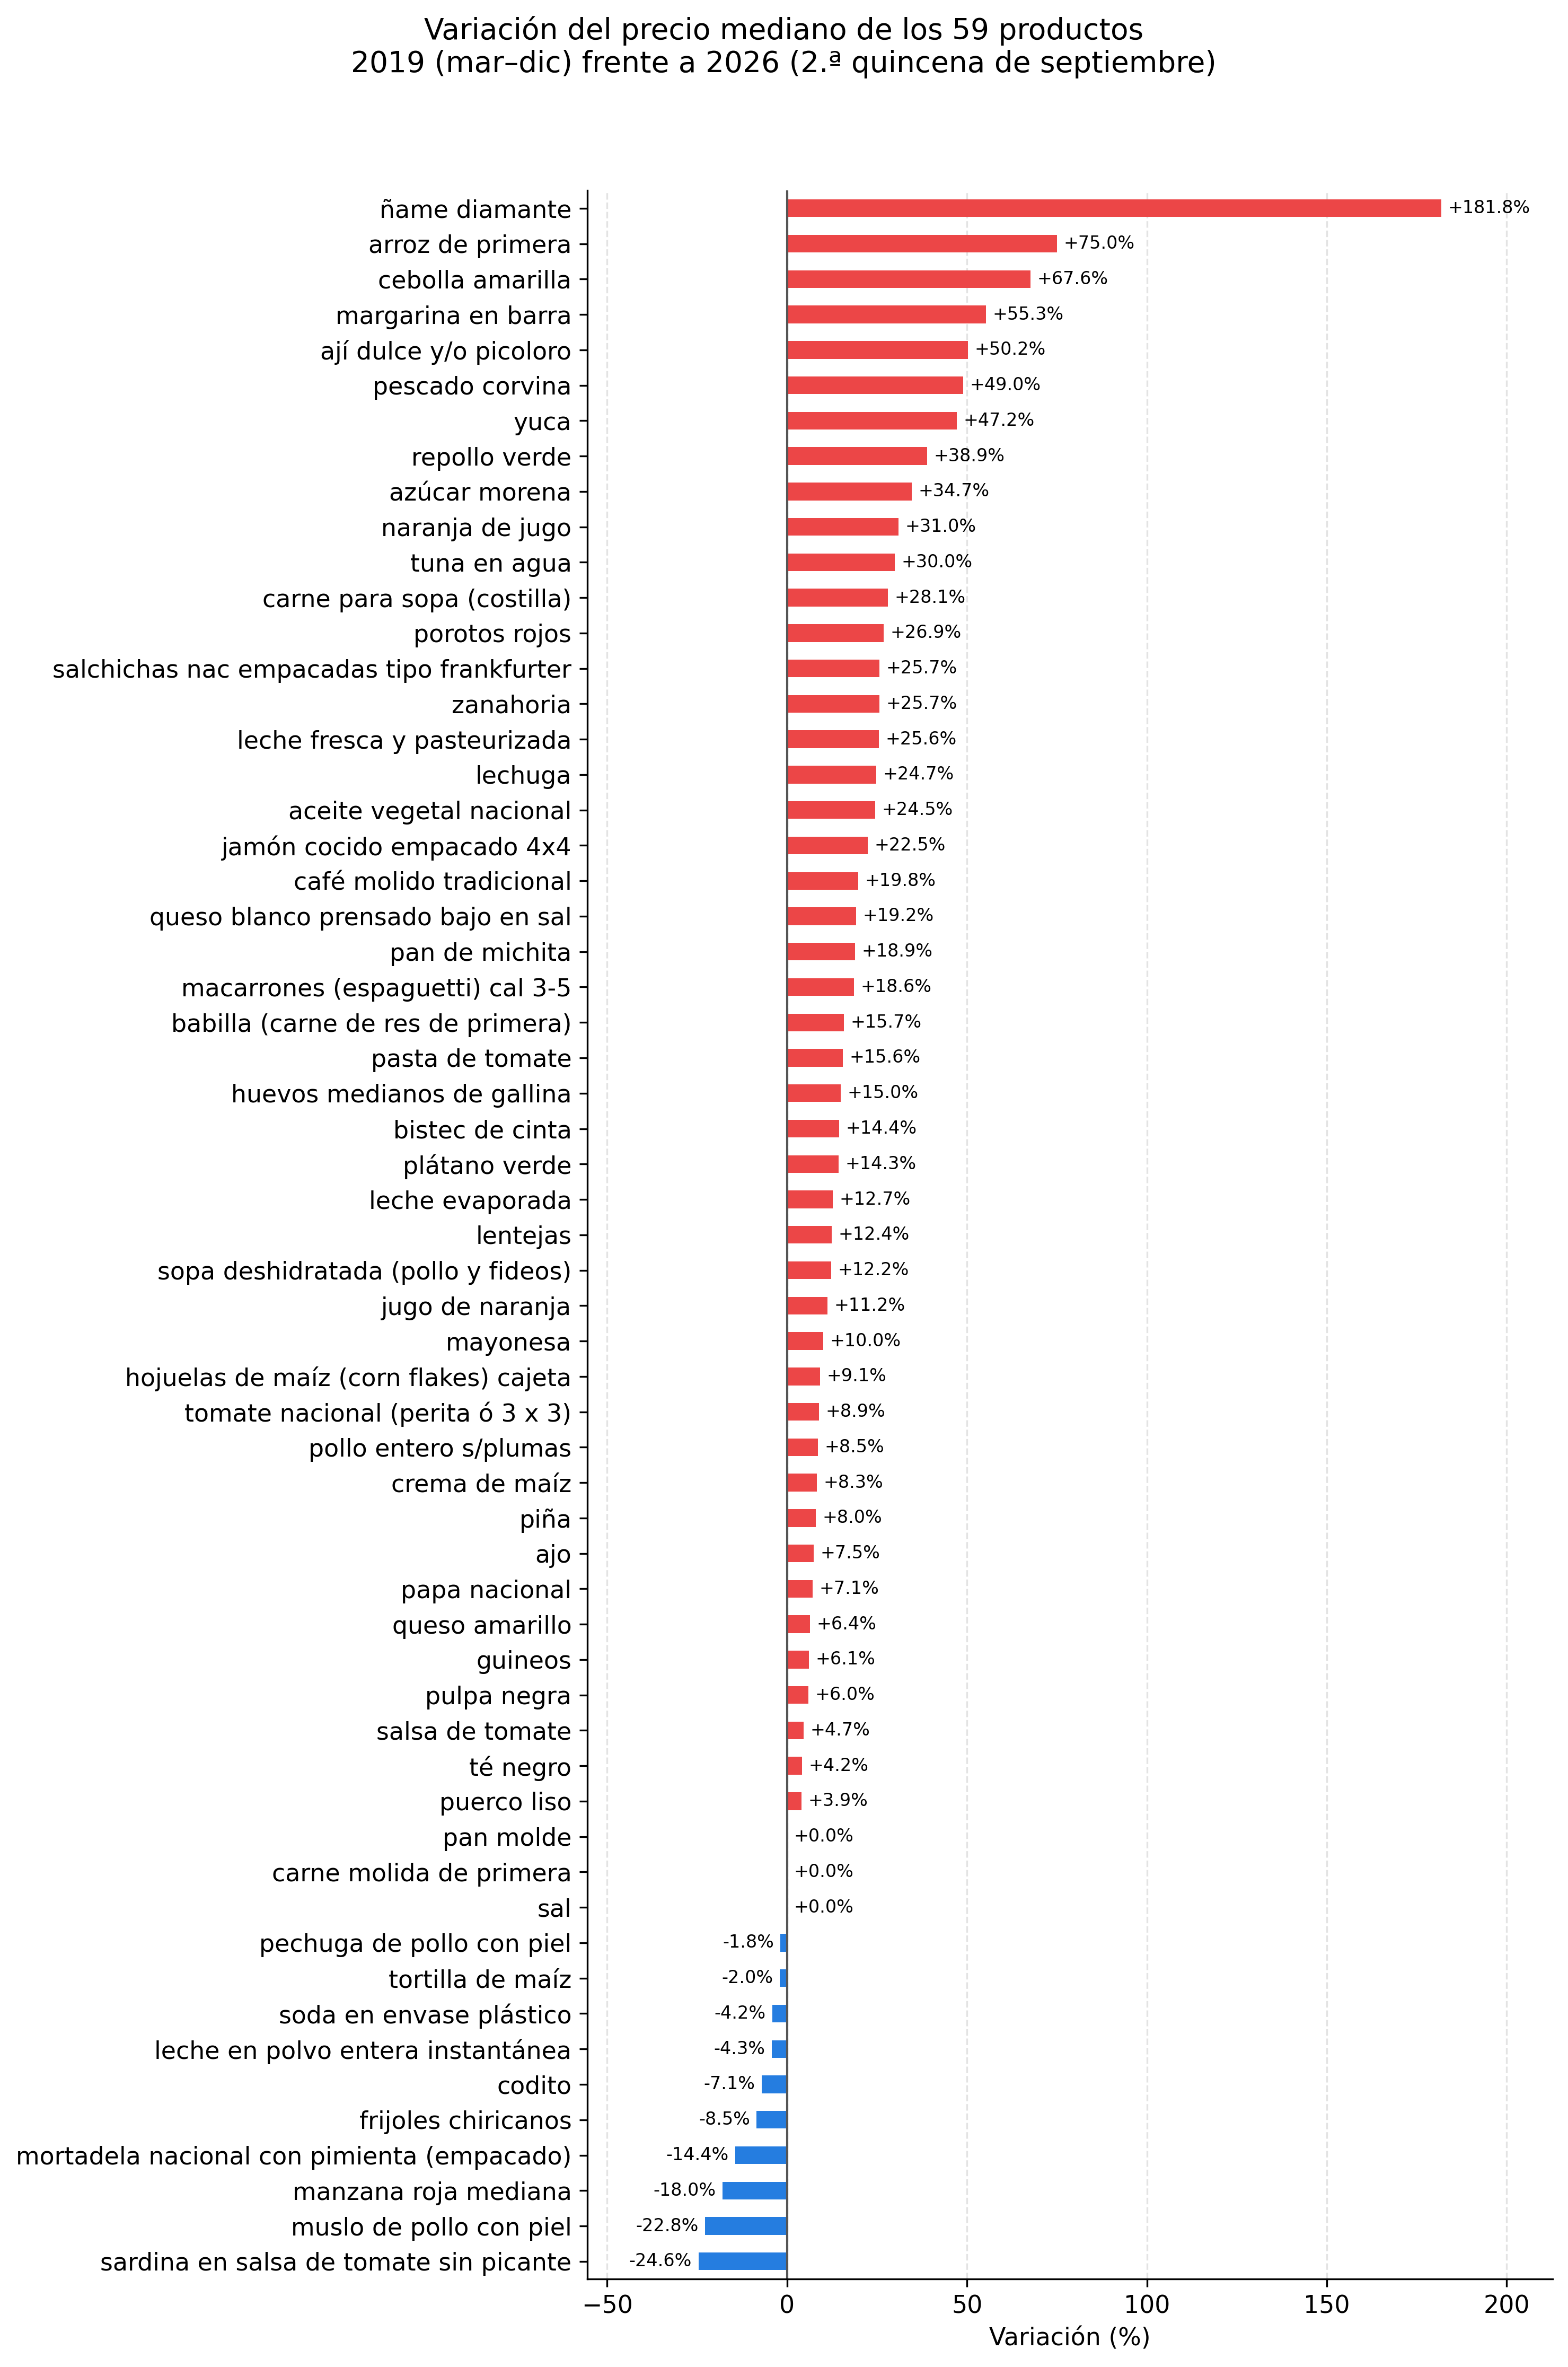 Variación del precio mediano de los 59 productos
2019 (mar–dic) frente a 2026 (2.ª quincena de septiembre)
ñame diamante +181.8%
arroz de primera +75.0%
cebolla amarilla +67.6%
margarina en barra +55.3%
ají dulce y/o picoloro +50.2%
pescado corvina +49.0%
yuca +47.2%
repollo verde +38.9%
azúcar morena +34.7%
naranja de jugo +31.0%
tuna en agua +30.0%
carne para sopa (costilla) +28.1%
porotos rojos +26.9%
salchichas nac empacadas tipo frankfurter +25.7%
zanahoria +25.7%
leche fresca y pasteurizada +25.6%
lechuga +24.7%
aceite vegetal nacional +24.5%
jamón cocido empacado 4x4 +22.5%
café molido tradicional +19.8%
queso blanco prensado bajo en sal +19.2%
pan de michita +18.9%
macarrones (espaguetti) cal 3-5 +18.6%
babilla (carne de res de primera) +15.7%
pasta de tomate +15.6%
huevos medianos de gallina +15.0%
bistec de cinta +14.4%
plátano verde +14.3%
leche evaporada +12.7%
lentejas +12.4%
sopa deshidratada (pollo y fideos) +12.2%
jugo de naranja +11.2%
mayonesa +10.0%
hojuelas de maíz (corn flakes) cajeta +9.1%
tomate nacional (perita ó 3 x 3) +8.9%
pollo entero s/plumas +8.5%
crema de maíz +8.3%
piña +8.0%
ajo +7.5%
papa nacional +7.1%
queso amarillo +6.4%
guineos +6.1%
pulpa negra +6.0%
salsa de tomate +4.7%
té negro +4.2%
puerco liso +3.9%
pan molde +0.0%
carne molida de primera +0.0%
sal +0.0%
pechuga de pollo con piel -1.8%
tortilla de maíz -2.0%
soda en envase plástico -4.2%
leche en polvo entera instantánea -4.3%
codito -7.1%
frijoles chiricanos -8.5%
mortadela nacional con pimienta (empacado) -14.4%
manzana roja mediana -18.0%
muslo de pollo con piel -22.8%
sardina en salsa de tomate sin picante -24.6%
−50 0 50 100 150 200
Variación (%)